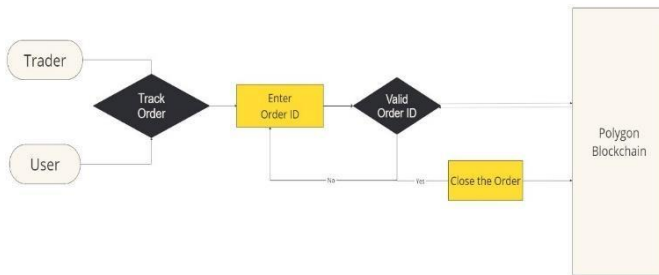 Trader
Track
Order
Enter
Order ID
Valid
Order ID
Polygon
Blockchain
User
No
Yes
Close the Order